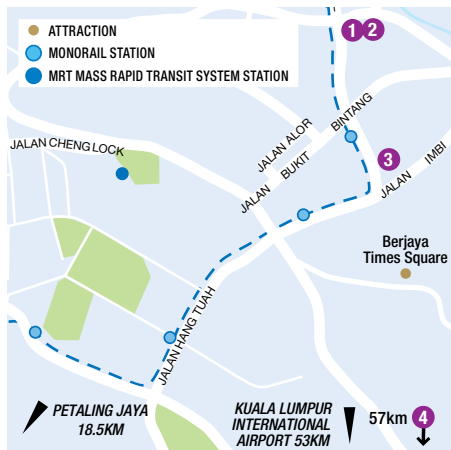 ATTRACTION
MONORAIL STATION
MRT MASS RAPID TRANSIT SYSTEM STATION
1 2
JALAN CHENG LOCK
JALAN ALOR
JALAN BUKIT BINTANG
3
JALAN IMBI
Berjaya
Times Square
JALAN HANG TUAH
PETALING JAYA
18.5KM
KUALA LUMPUR
INTERNATIONAL
AIRPORT 53KM
57km 4